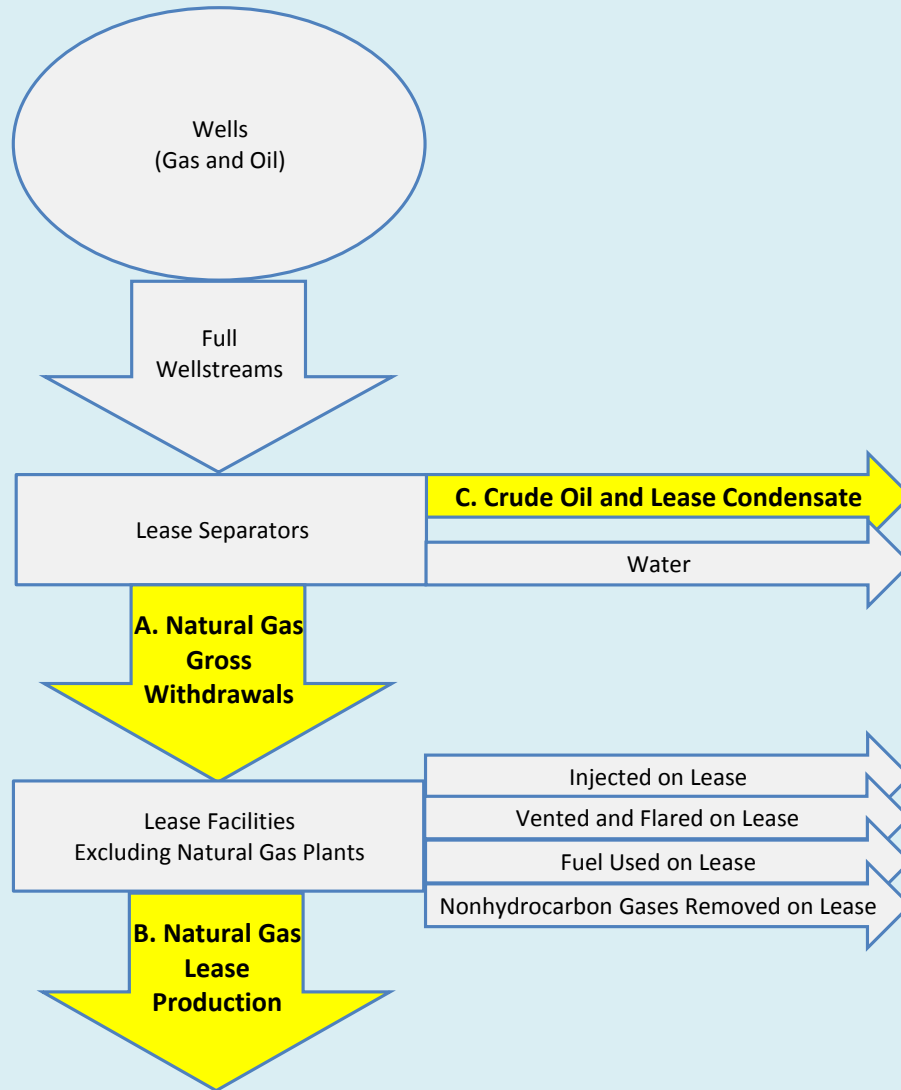 Wells
(Gas and Oil)
Full
Wellstreams
Lease Separators
C. Crude Oil and Lease Condensate
Water
A. Natural Gas
Gross
Withdrawals
Lease Facilities
Excluding Natural Gas Plants
Injected on Lease
Vented and Flared on Lease
Fuel Used on Lease
Nonhydrocarbon Gases Removed on Lease
B. Natural Gas
Lease
Production